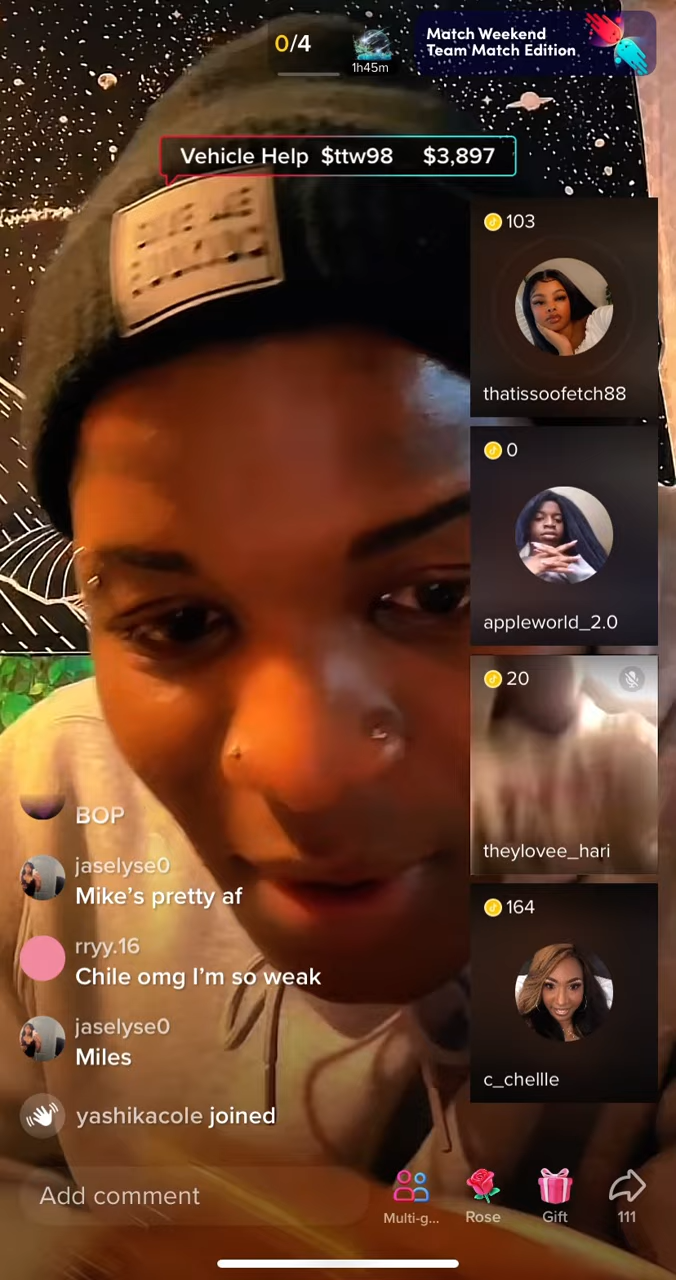 0/4
1h45m
Match Weekend
Team Match Edition
Vehicle Help $ttw98 $3,897
103
thatissoofetch88
0
appleworld_2.0
20
theylovee_hari
164
c_chellle
BOP
jaselyse0
Mike's pretty af
rryy.16
Chile omg I'm so weak
jaselyse0
Miles
yashikacole joined
Add comment
Multi-g...
Rose
Gift
111